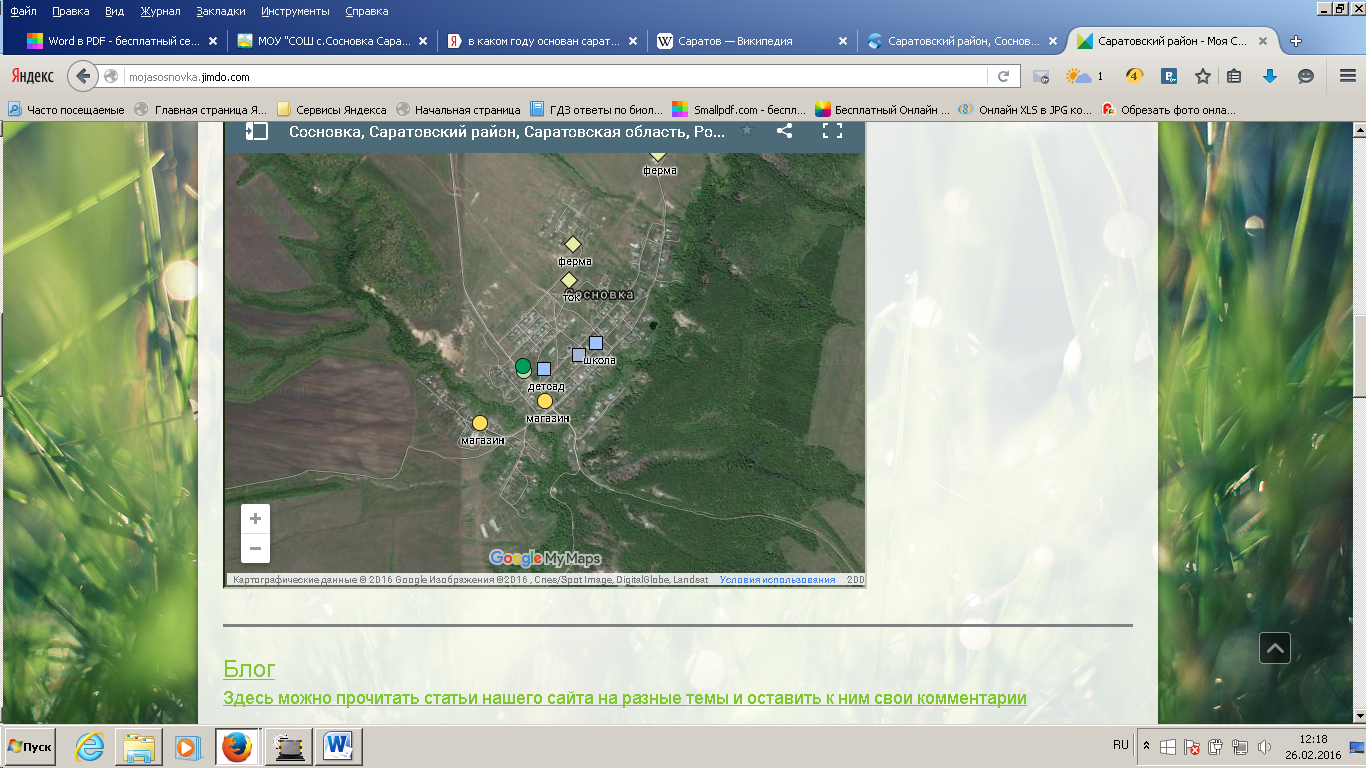 Файл Правка Вид Журнал Закладки Инструменты Справка
Word в PDF - бесплатный се... МОУ "СОШ с.Сосновка Сара... в каком году основан сарат... Саратов — Википедия Саратовский район, Соснов... Саратовский район - Моя С...
Яндекс mojasosnovka.jimdo.com 1 4
Часто посещаемые Главная страница Я... Сервисы Яндекса Начальная страница ГДЗ ответы по биол... Smallpdf.com - беспл... Бесплатный Онлайн ... Онлайн XLS в JPG ко... Обрезать фото онла...
Сосновка, Саратовский район, Саратовская область, Ро...
ферма
ферма
ток
Сосновка
школа
детсад
магазин
магазин
+
−
Google My Maps
Картографические данные © 2016 Google Изображения ©2016 , Cnes/Spot Image, DigitalGlobe, Landsat Условия использования 200
Блог
Здесь можно прочитать статьи нашего сайта на разные темы и оставить к ним свои комментарии
Пуск RU 12:18
26.02.2016